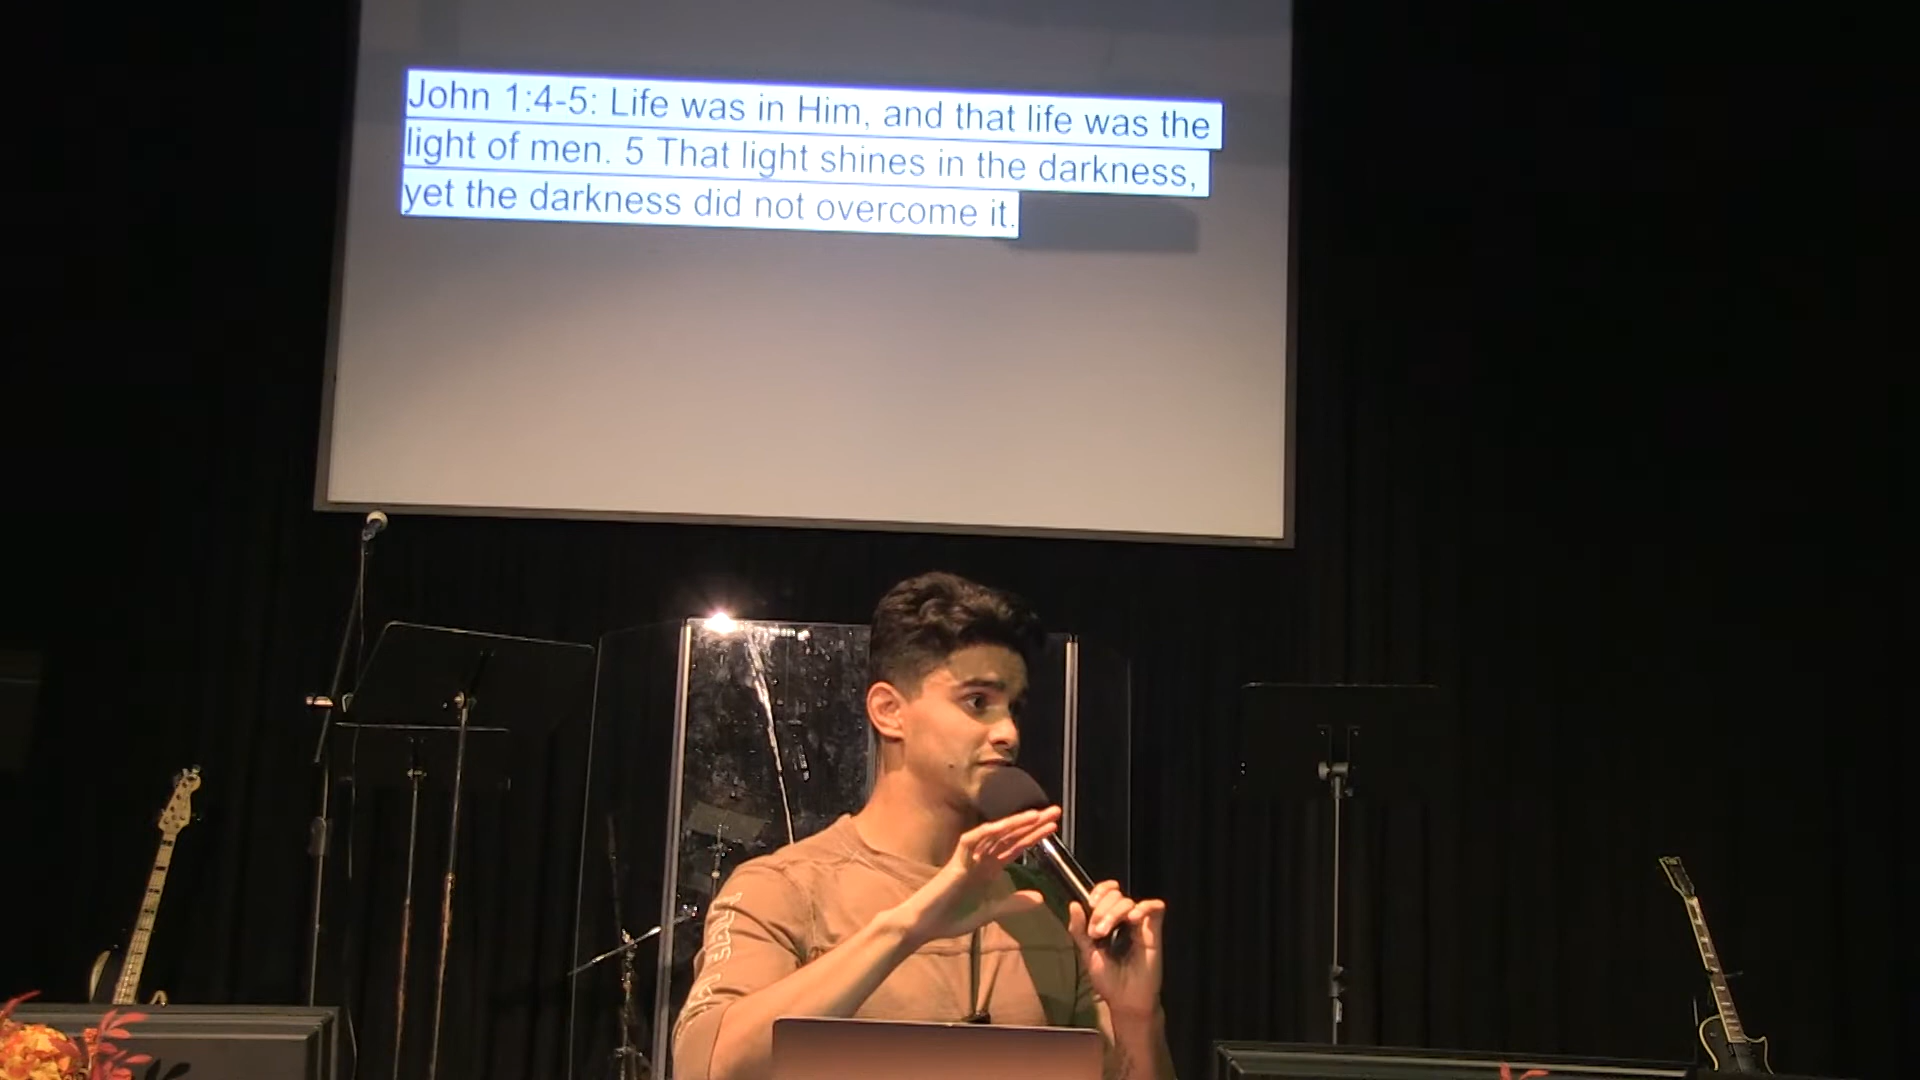 John 1:4-5: Life was in Him, and that life was the
light of men. 5 That light shines in the darkness,
yet the darkness did not overcome it.